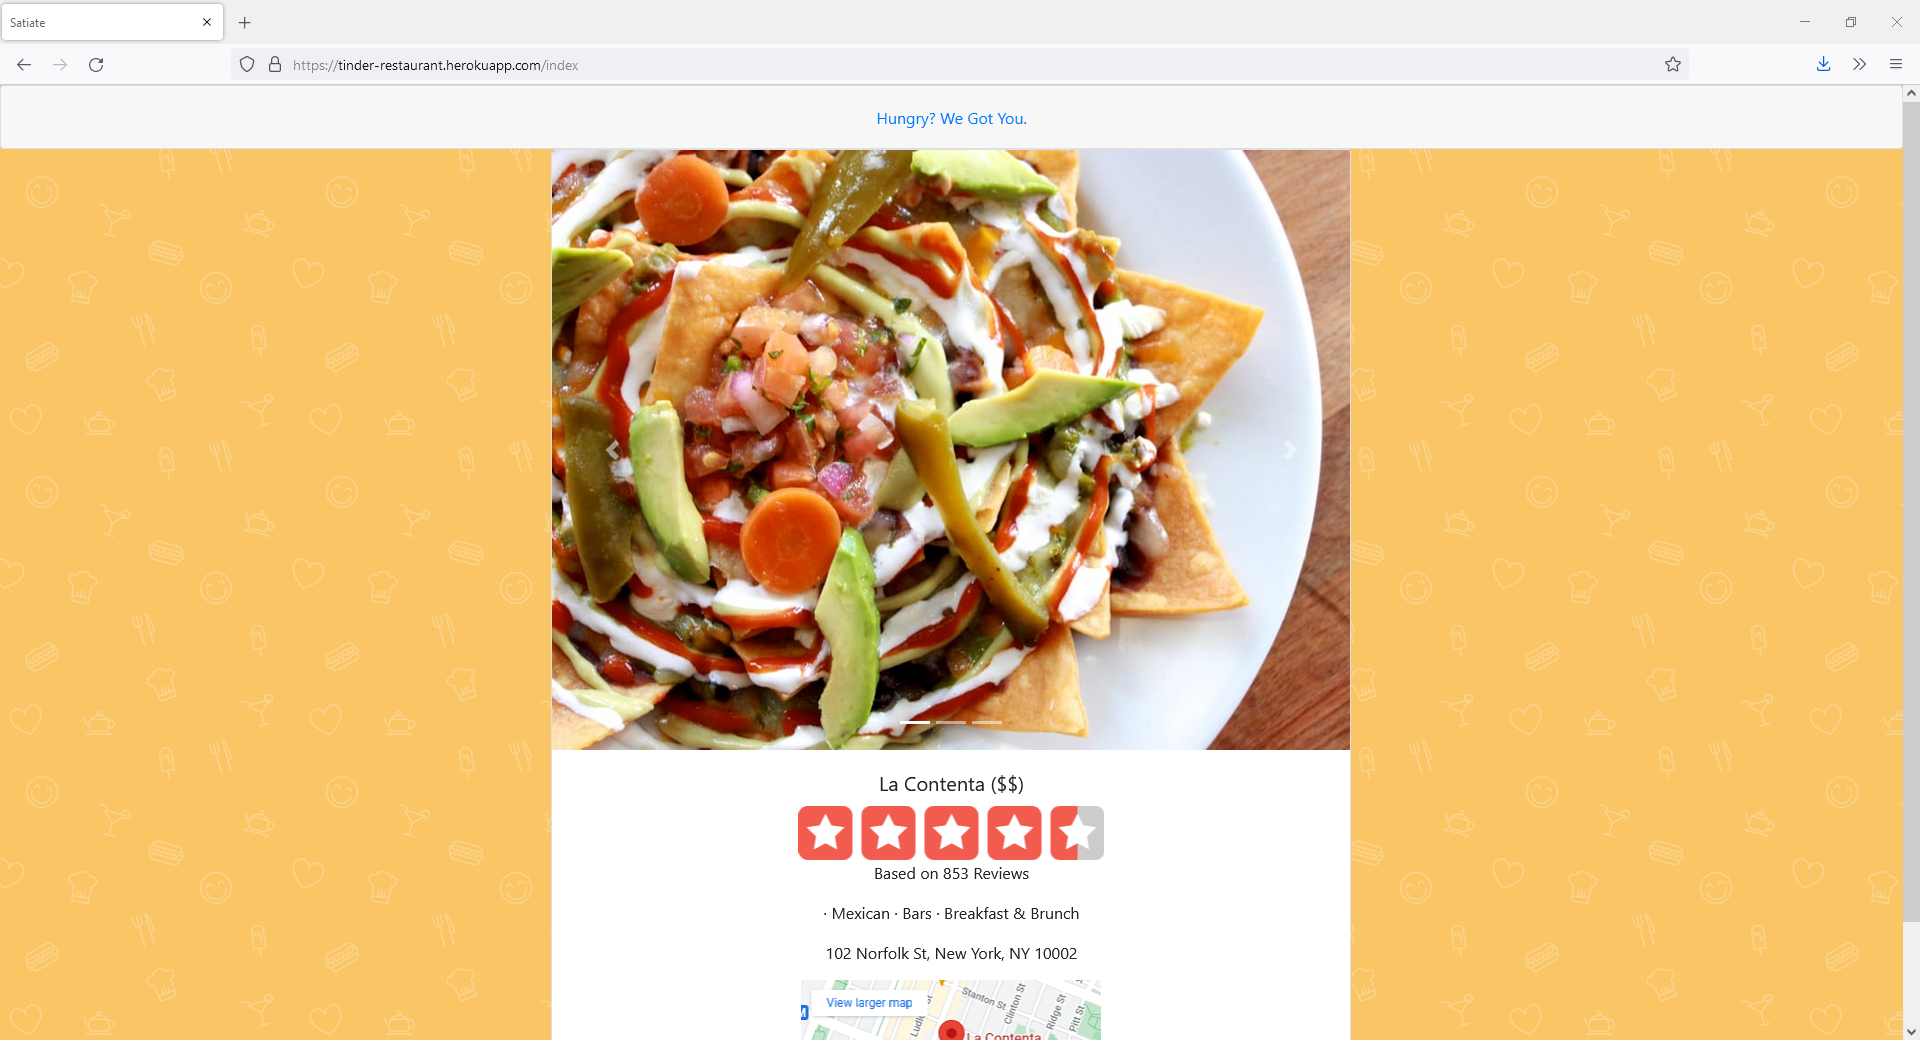 Satiate
https://tinder-restaurant.herokuapp.com/index
Hungry? We Got You.
La Contenta ($$)
Based on 853 Reviews
· Mexican · Bars · Breakfast & Brunch
102 Norfolk St, New York, NY 10002
View larger map
Stanton St
Clinton St
Ridge St
Pitt St
La Contenta